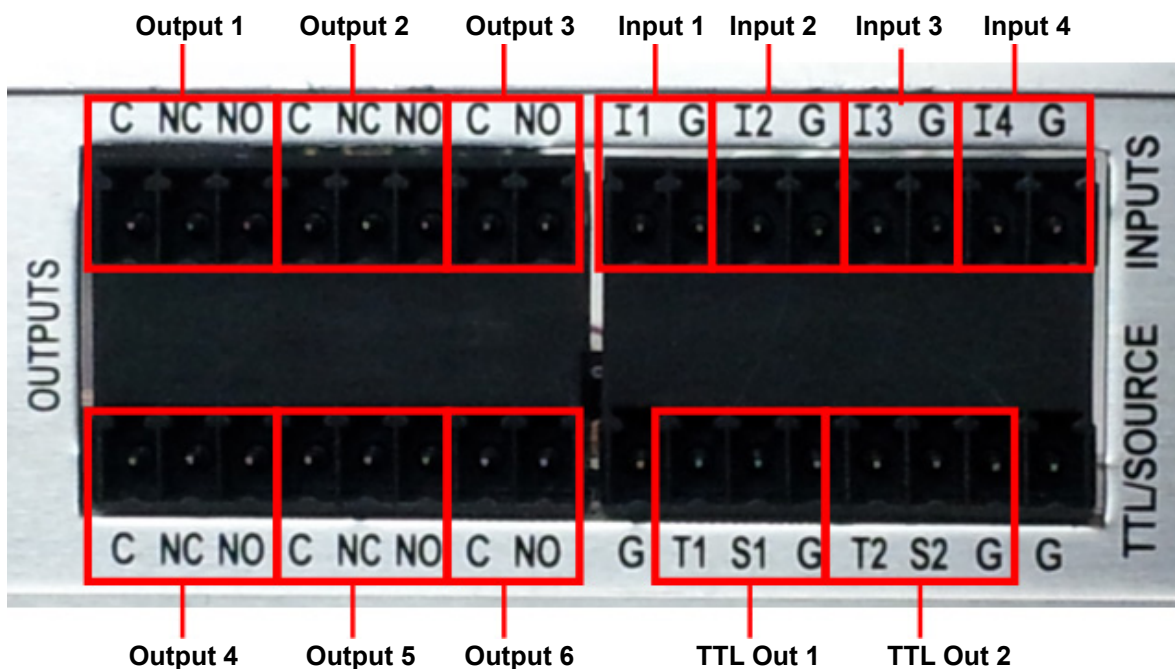 Output 1 Output 2 Output 3 Input 1 Input 2 Input 3 Input 4
C NC NO C NC NO C NO I1 G I2 G I3 G I4 G
OUTPUTS
INPUTS
TTL/SOURCE
C NC NO C NC NO C NO G T1 S1 G T2 S2 G G
Output 4 Output 5 Output 6 TTL Out 1 TTL Out 2